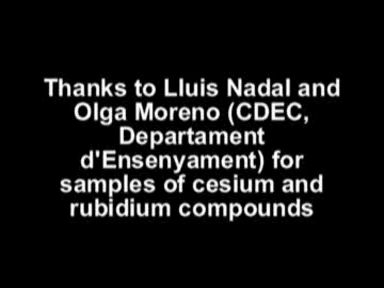 Thanks to Lluis Nadal and
Olga Moreno (CDEC,
Departament
d'Ensenyament) for
samples of cesium and
rubidium compounds